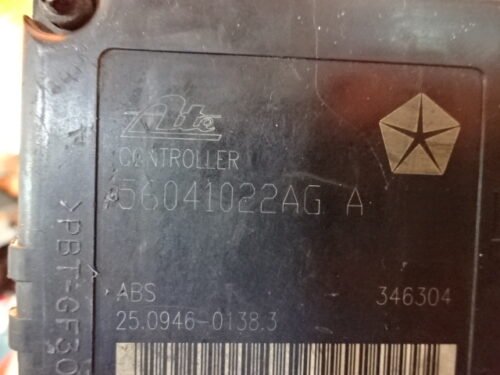 Ate
CONTROLLER
56041022AG A
ABS 346304
25.0946-0138.3
>PBT-GF30